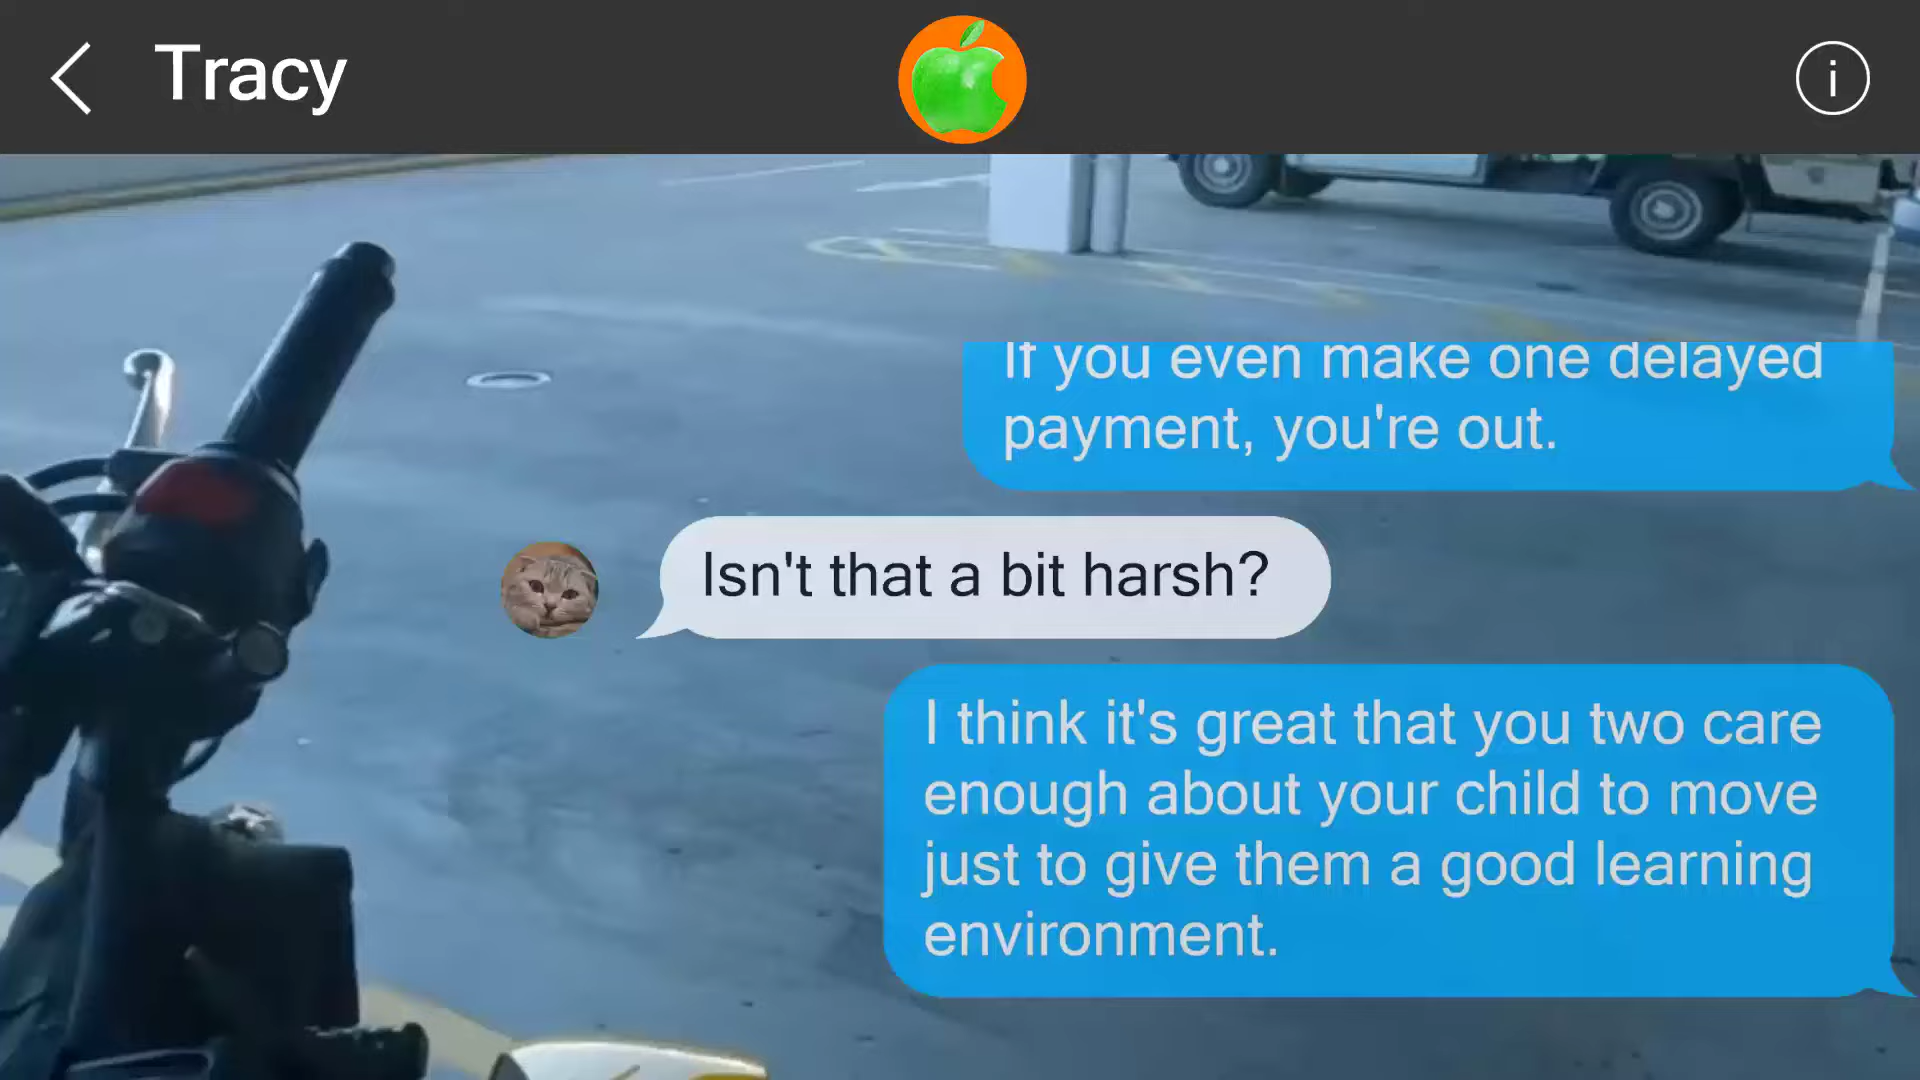 Tracy
i
If you even make one delayed
payment, you're out.
Isn't that a bit harsh?
I think it's great that you two care
enough about your child to move
just to give them a good learning
environment.